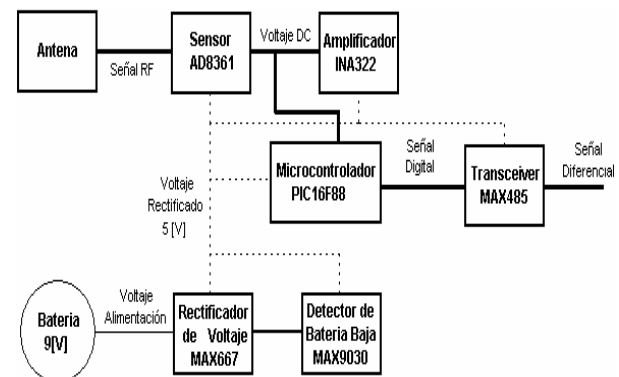 Antena
Señal RF
Sensor
AD8361
Voltaje DC
Amplificador
INA322
Microcontrolador
PIC16F88
Señal
Digital
Transceiver
MAX485
Señal
Diferencial
Voltaje
Rectificado
5 [V]
Bateria
9[V]
Voltaje
Alimentación
Rectificador
de Voltaje
MAX667
Detector de
Bateria Baja
MAX9030